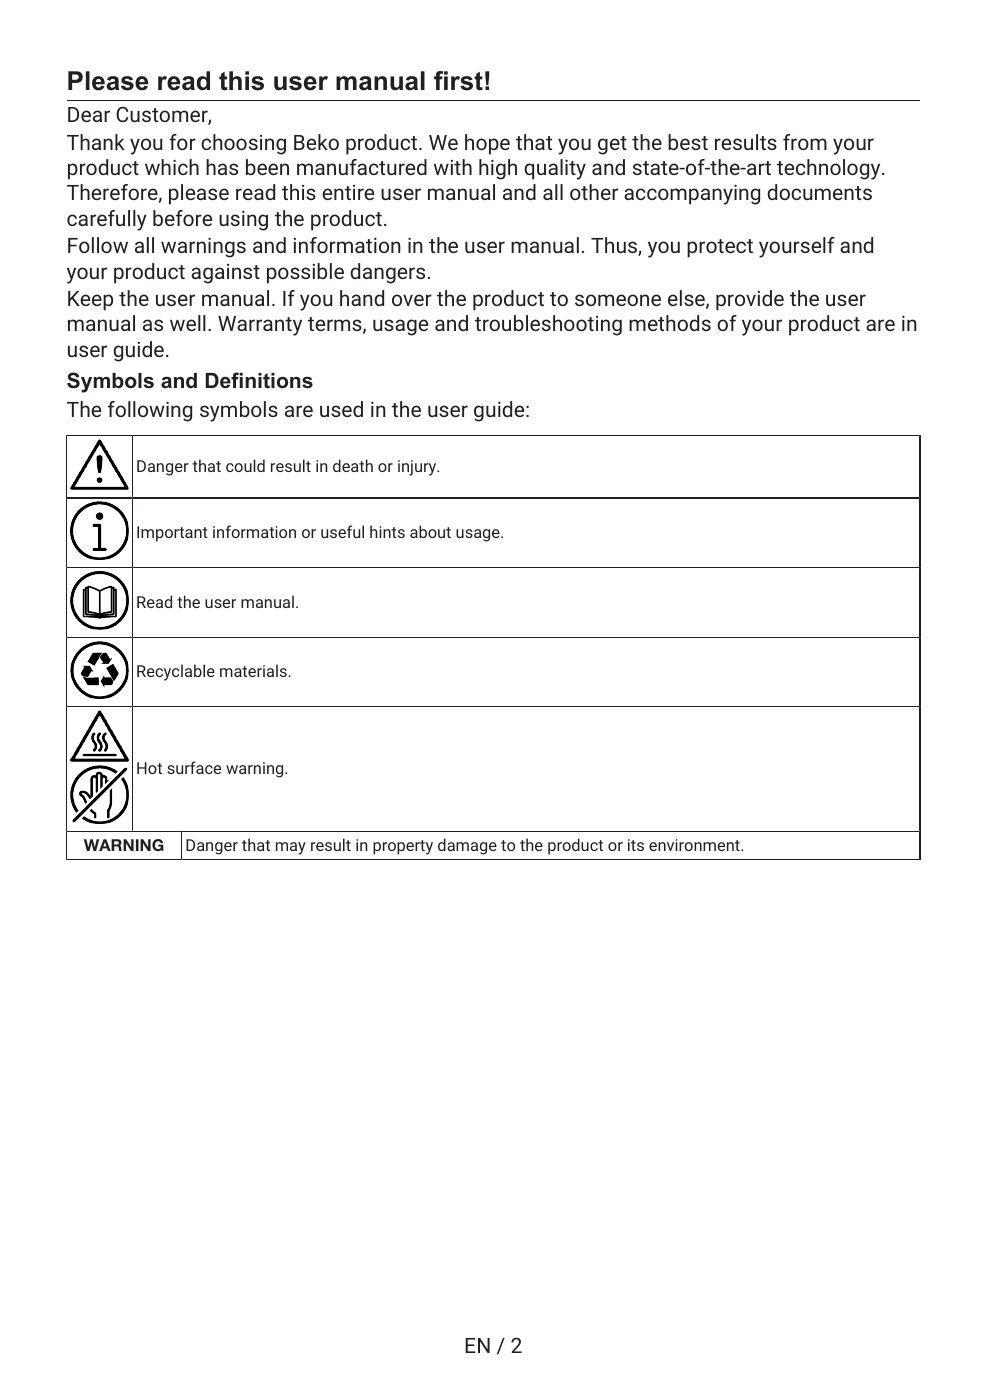 Please read this user manual first!
Dear Customer,
Thank you for choosing Beko product. We hope that you get the best results from your
product which has been manufactured with high quality and state-of-the-art technology.
Therefore, please read this entire user manual and all other accompanying documents
carefully before using the product.
Follow all warnings and information in the user manual. Thus, you protect yourself and
your product against possible dangers.
Keep the user manual. If you hand over the product to someone else, provide the user
manual as well. Warranty terms, usage and troubleshooting methods of your product are in
user guide.
Symbols and Definitions
The following symbols are used in the user guide:
Danger that could result in death or injury.
Important information or useful hints about usage.
Read the user manual.
Recyclable materials.
Hot surface warning.
WARNING Danger that may result in property damage to the product or its environment.
EN / 2